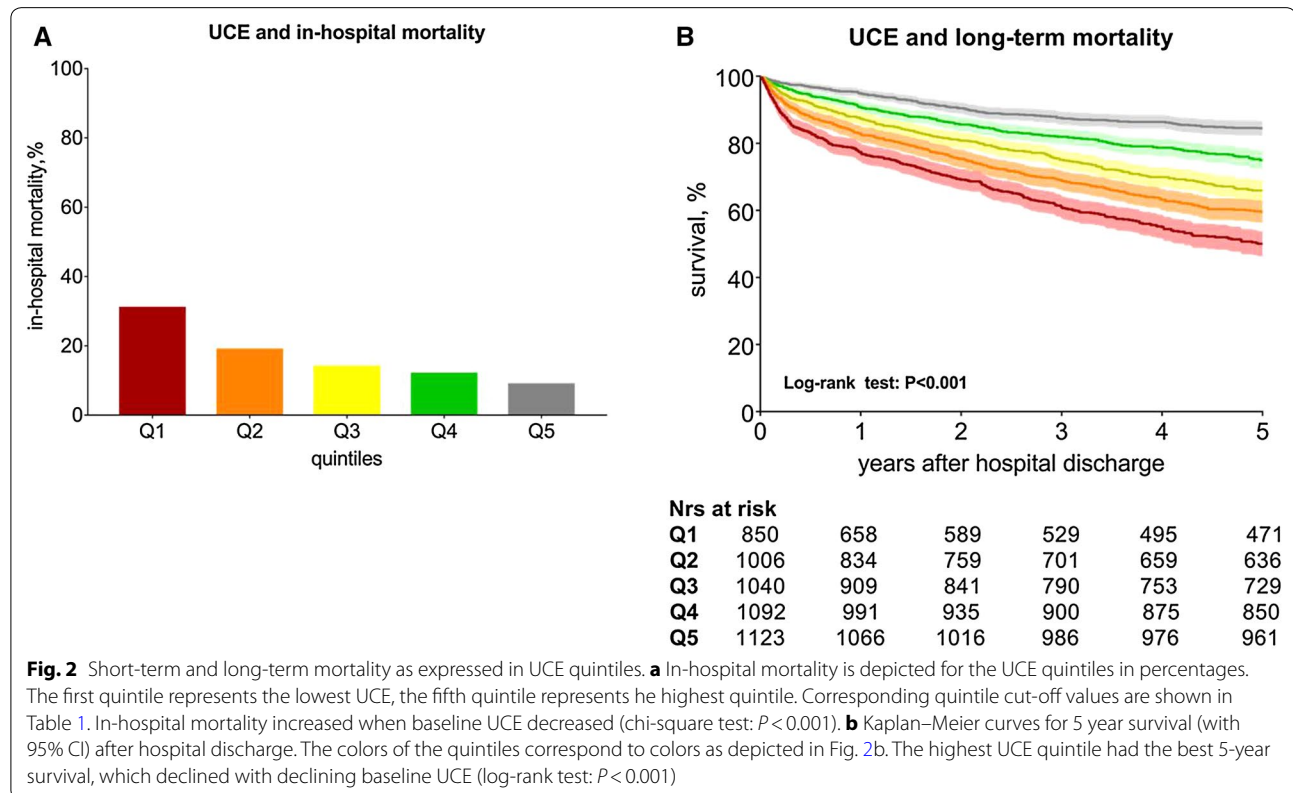 A
UCE and in-hospital mortality
in-hospital mortality,%
100
80
60
40
20
0
Q1 Q2 Q3 Q4 Q5
quintiles
B
UCE and long-term mortality
survival, %
100
80
60
40
20
0
Log-rank test: P<0.001
0 1 2 3 4 5
years after hospital discharge
Nrs at risk
Q1 850 658 589 529 495 471
Q2 1006 834 759 701 659 636
Q3 1040 909 841 790 753 729
Q4 1092 991 935 900 875 850
Q5 1123 1066 1016 986 976 961
Fig. 2 Short-term and long-term mortality as expressed in UCE quintiles. a In-hospital mortality is depicted for the UCE quintiles in percentages.
The first quintile represents the lowest UCE, the fifth quintile represents he highest quintile. Corresponding quintile cut-off values are shown in
Table 1. In-hospital mortality increased when baseline UCE decreased (chi-square test: P < 0.001). b Kaplan–Meier curves for 5 year survival (with
95% CI) after hospital discharge. The colors of the quintiles correspond to colors as depicted in Fig. 2b. The highest UCE quintile had the best 5-year
survival, which declined with declining baseline UCE (log-rank test: P < 0.001)